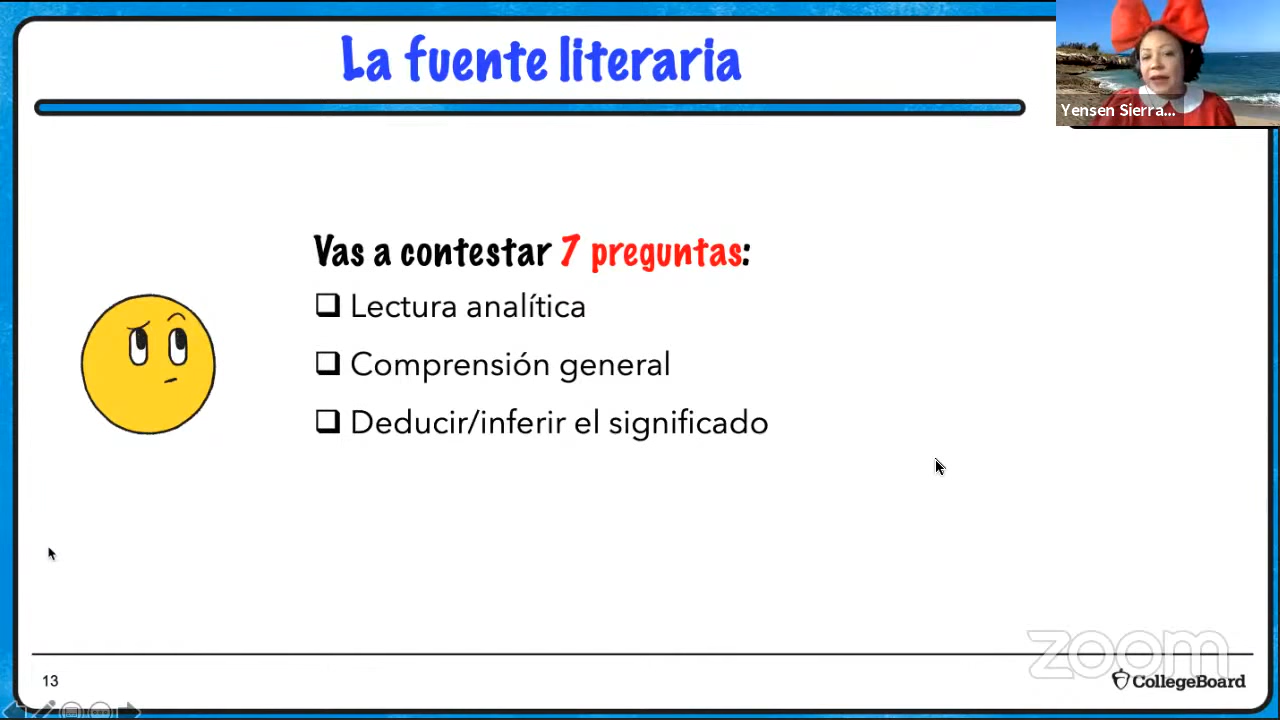 La fuente literaria
Yensen Sierra...
Vas a contestar 7 preguntas:
Lectura analítica
Comprensión general
Deducir/inferir el significado
zoom
13
CollegeBoard